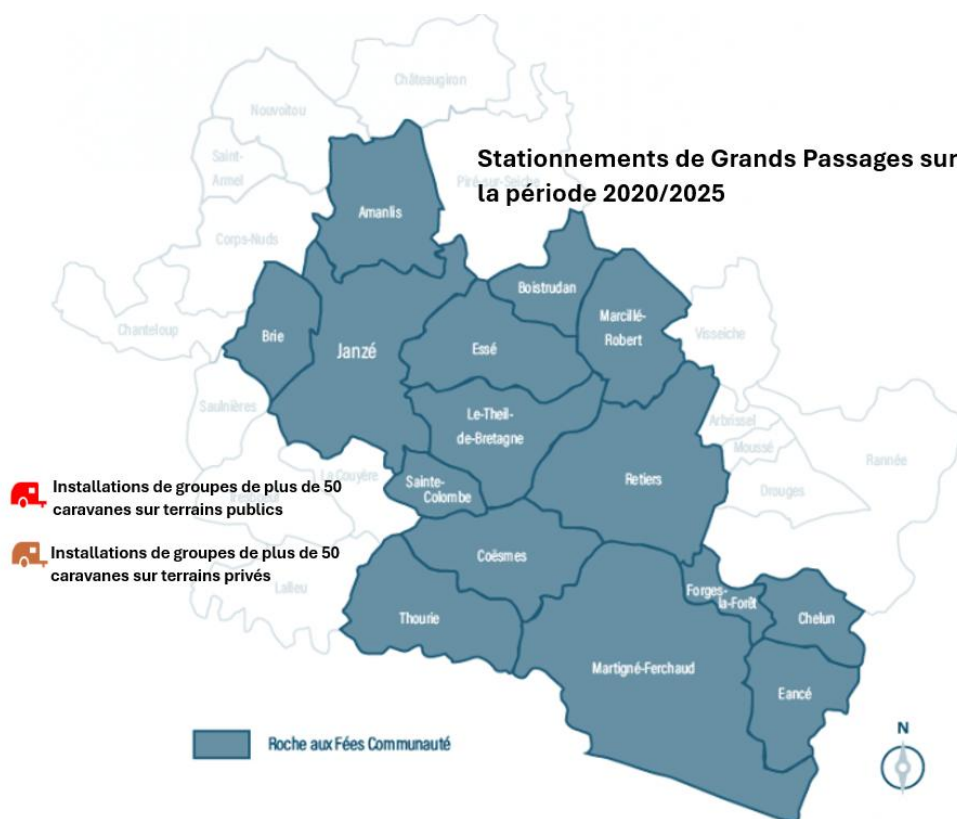 Châteaugiron
Nouvoitou
Saint-
Armel
Stationnements de Grands Passages sur
la période 2020/2025
Piré-sur-Seiche
Amanlis
Corps-Nuds
Boistrudan
Marcillé-
Robert
Chanteloup
Brie
Janzé
Essé
Visseiche
Saulnières
Le-Theil-
de-Bretagne
Arbrissel
Moussé
Rannée
La Couyère
Sainte-
Colombe
Retiers
Drouges
Installations de groupes de plus de 50
caravanes sur terrains publics
Installations de groupes de plus de 50
caravanes sur terrains privés
Coësmes
Lalleu
Thourie
Forges-
la-Forêt
Chelun
Martigné-Ferchaud
Eancé
Roche aux Fées Communauté
N